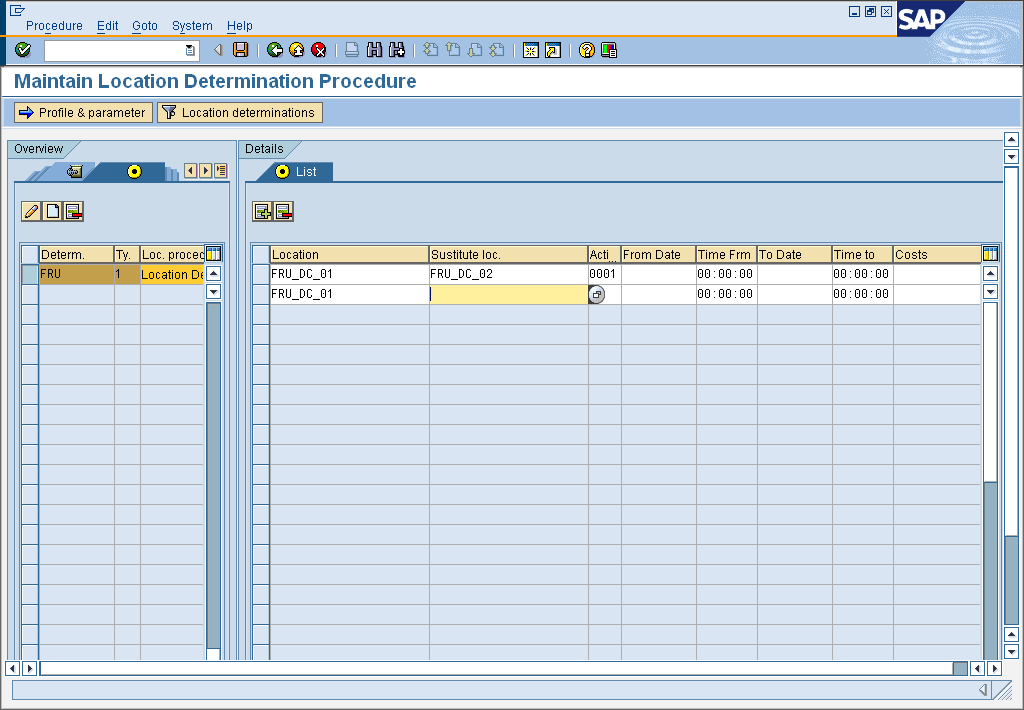 Procedure Edit Goto System Help
SAP
Maintain Location Determination Procedure
Profile & parameter Location determinations
Overview Details
List
Determ. Ty. Loc. proced Location Sustitute loc. Acti... From Date Time Frm To Date Time to Costs
FRU 1 Location De FRU_DC_01 FRU_DC_02 0001 00:00:00 00:00:00
FRU_DC_01 00:00:00 00:00:00